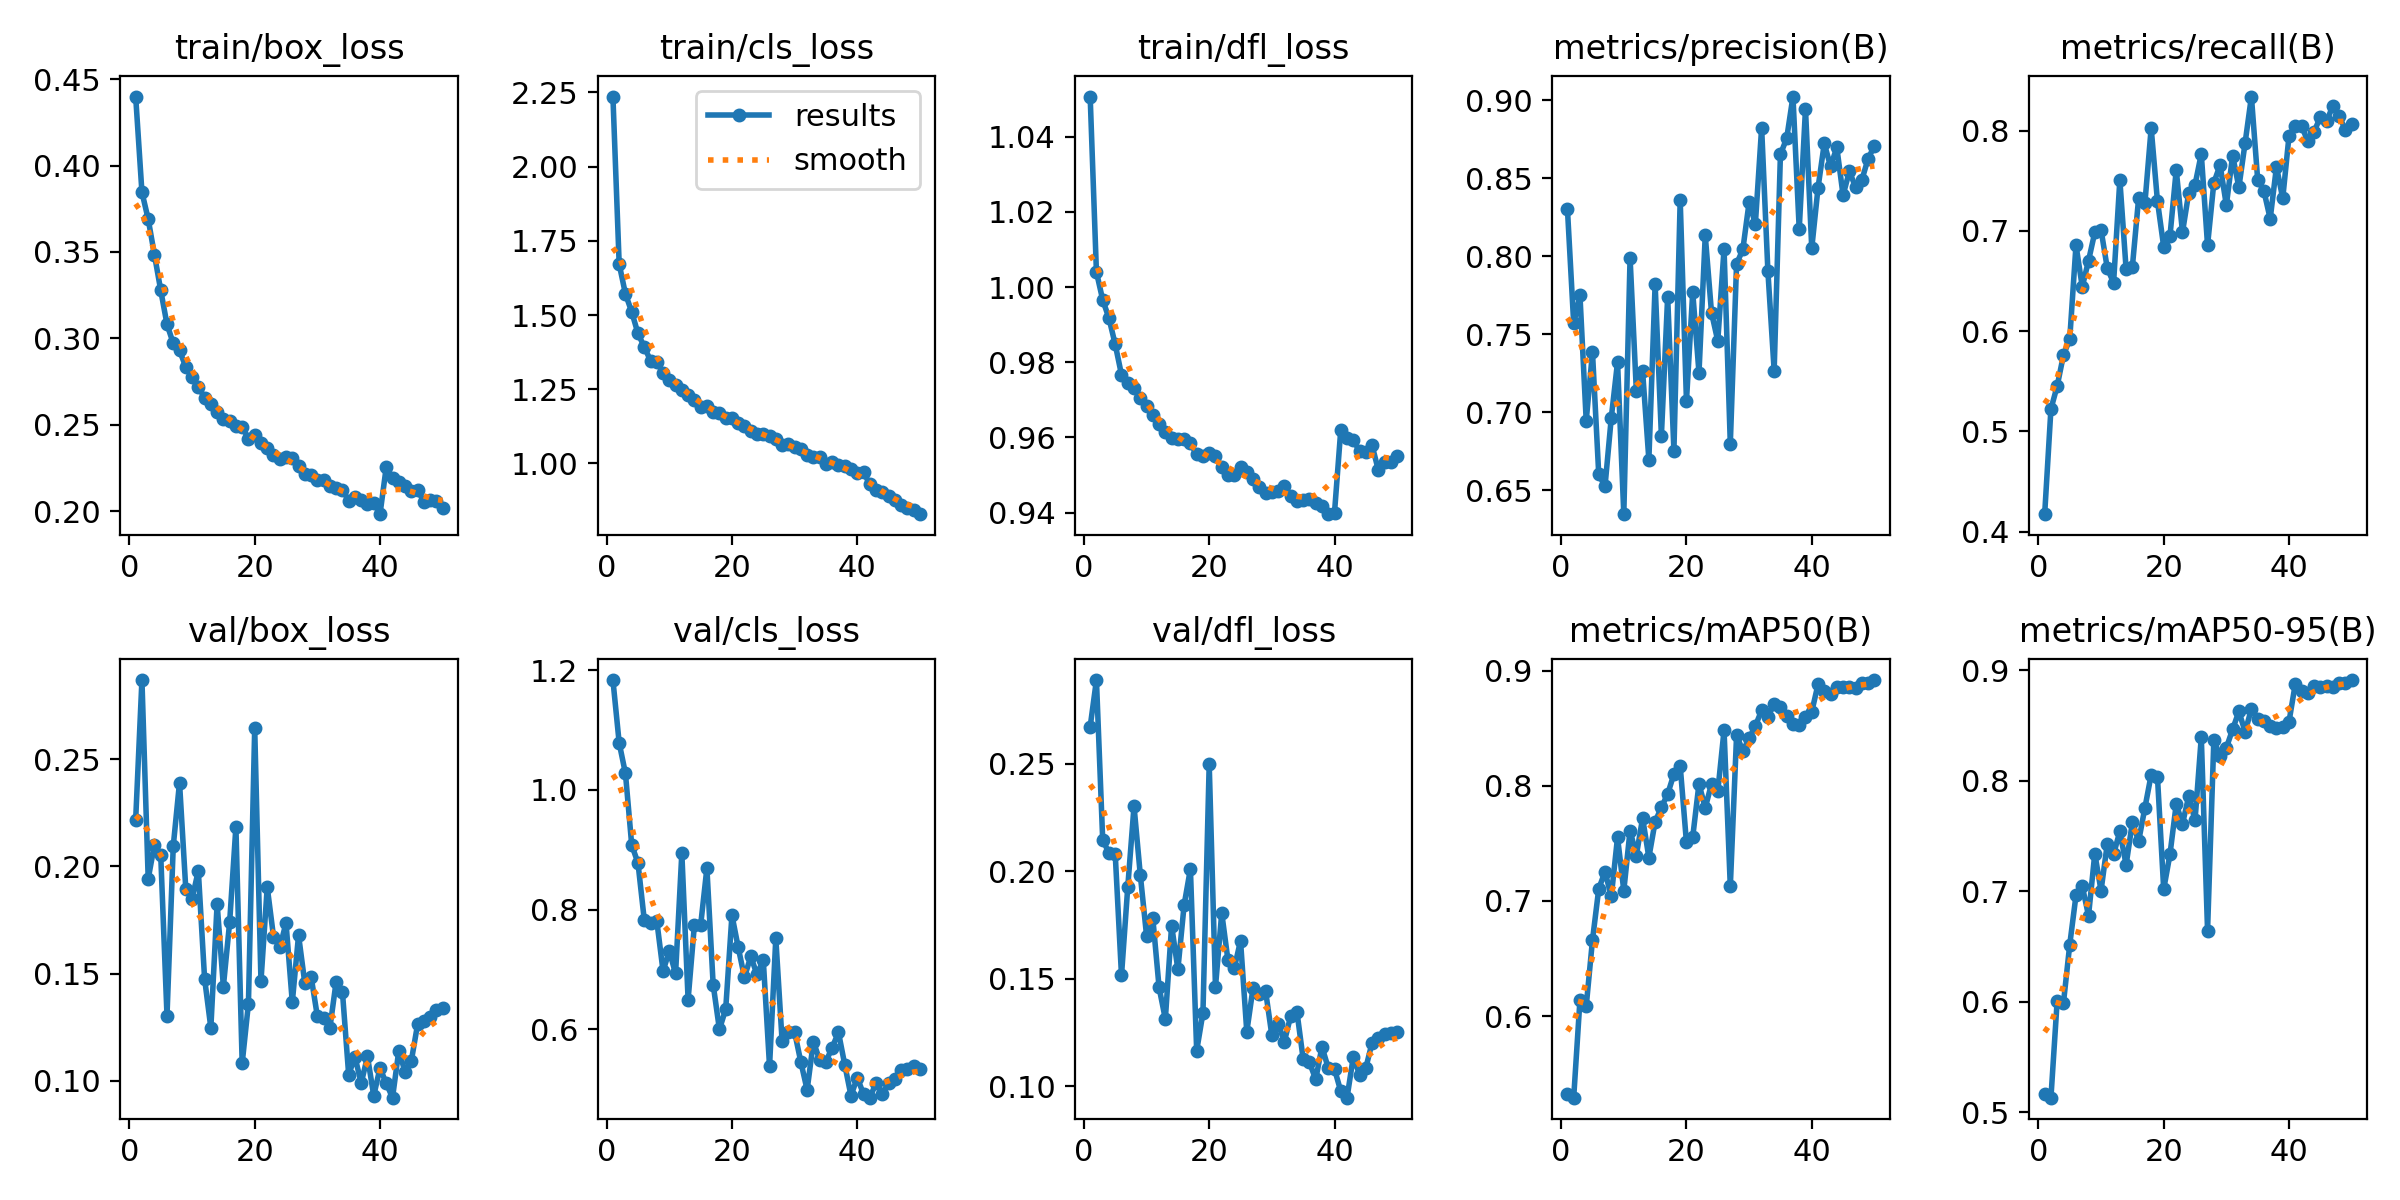 train/box_loss
0.45
0.40
0.35
0.30
0.25
0.20
0 20 40
train/cls_loss
2.25
2.00
1.75
1.50
1.25
1.00
0 20 40
results
smooth
train/dfl_loss
1.04
1.02
1.00
0.98
0.96
0.94
0 20 40
metrics/precision(B)
0.90
0.85
0.80
0.75
0.70
0.65
0 20 40
metrics/recall(B)
0.8
0.7
0.6
0.5
0.4
0 20 40
val/box_loss
0.25
0.20
0.15
0.10
0 20 40
val/cls_loss
1.2
1.0
0.8
0.6
0 20 40
val/dfl_loss
0.25
0.20
0.15
0.10
0 20 40
metrics/mAP50(B)
0.9
0.8
0.7
0.6
0 20 40
metrics/mAP50-95(B)
0.9
0.8
0.7
0.6
0.5
0 20 40